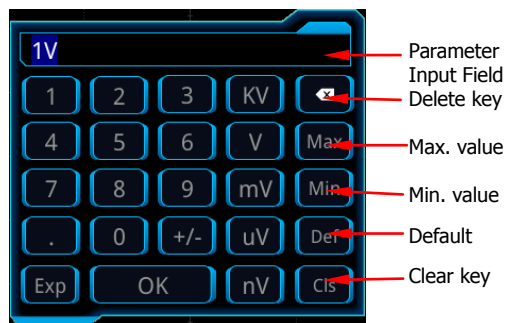 1V
Parameter
Input Field
1 2 3 KV
Delete key
4 5 6 V Max
Max. value
7 8 9 mV Min
Min. value
. 0 +/- uV Def
Default
Exp OK nV Cls
Clear key